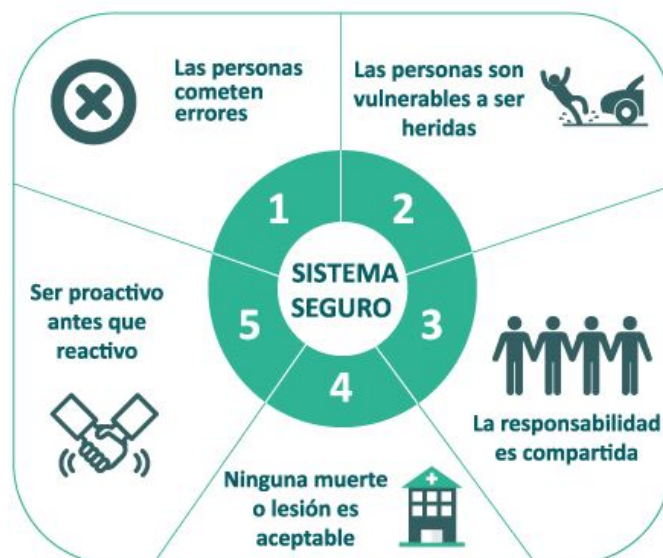 Las personas
cometen
errores
Las personas son
vulnerables a ser
heridas
1
2
SISTEMA
SEGURO
Ser proactivo
antes que
reactivo
5
3
4
La responsabilidad
es compartida
Ninguna muerte
o lesión es
aceptable